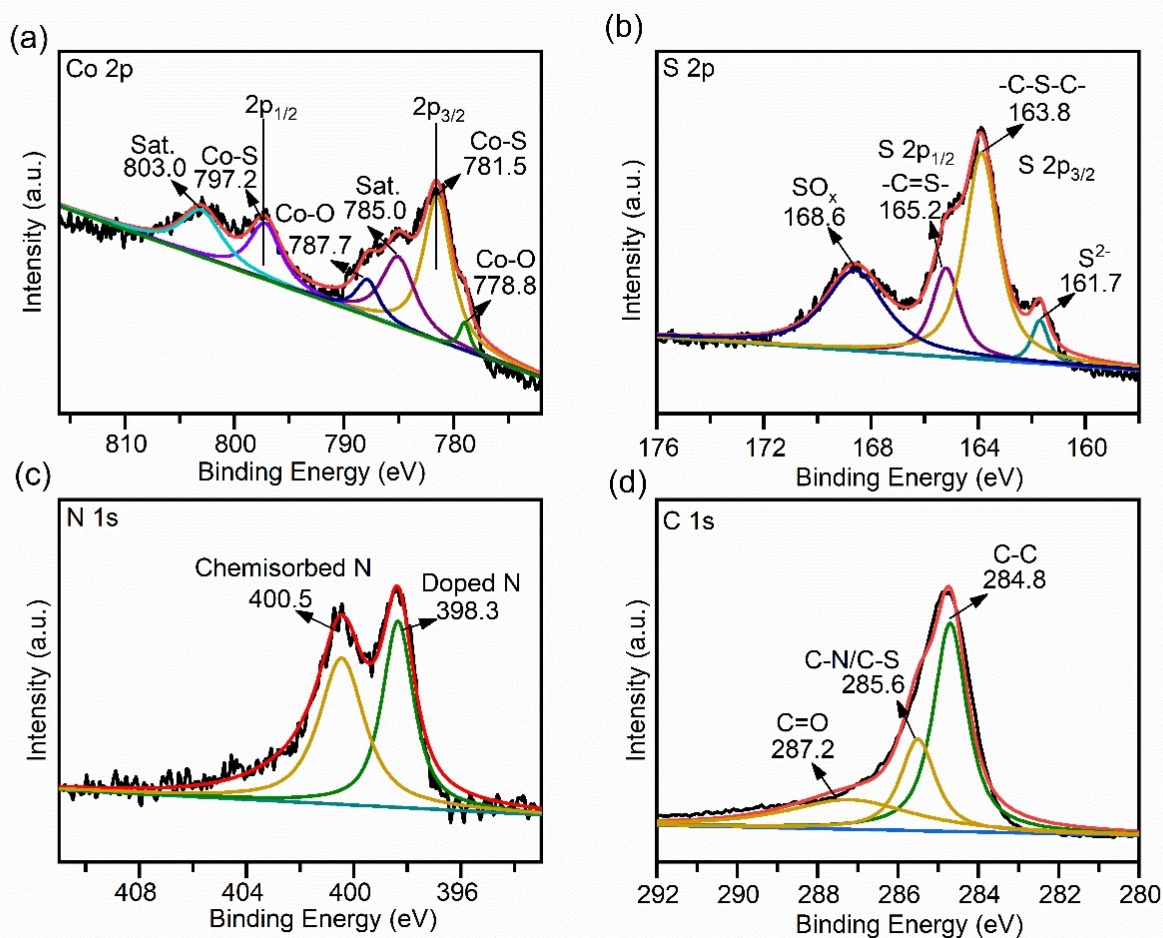 (a)
Co 2p
2p1/2
2p3/2
Sat.
803.0
Co-S
797.2
Co-O
787.7
Sat.
785.0
Co-S
781.5
Co-O
778.8
Intensity (a.u.)
810 800 790 780
Binding Energy (eV)
(b)
S 2p
-C-S-C-
163.8
S 2p1/2
-C=S-
165.2
S 2p3/2
SOx
168.6
S2-
161.7
Intensity (a.u.)
176 172 168 164 160
Binding Energy (eV)
(c)
N 1s
Chemisorbed N
400.5
Doped N
398.3
Intensity (a.u.)
408 404 400 396
Binding Energy (eV)
(d)
C 1s
C-C
284.8
C-N/C-S
285.6
C=O
287.2
Intensity (a.u.)
292 290 288 286 284 282 280
Binding Energy (eV)